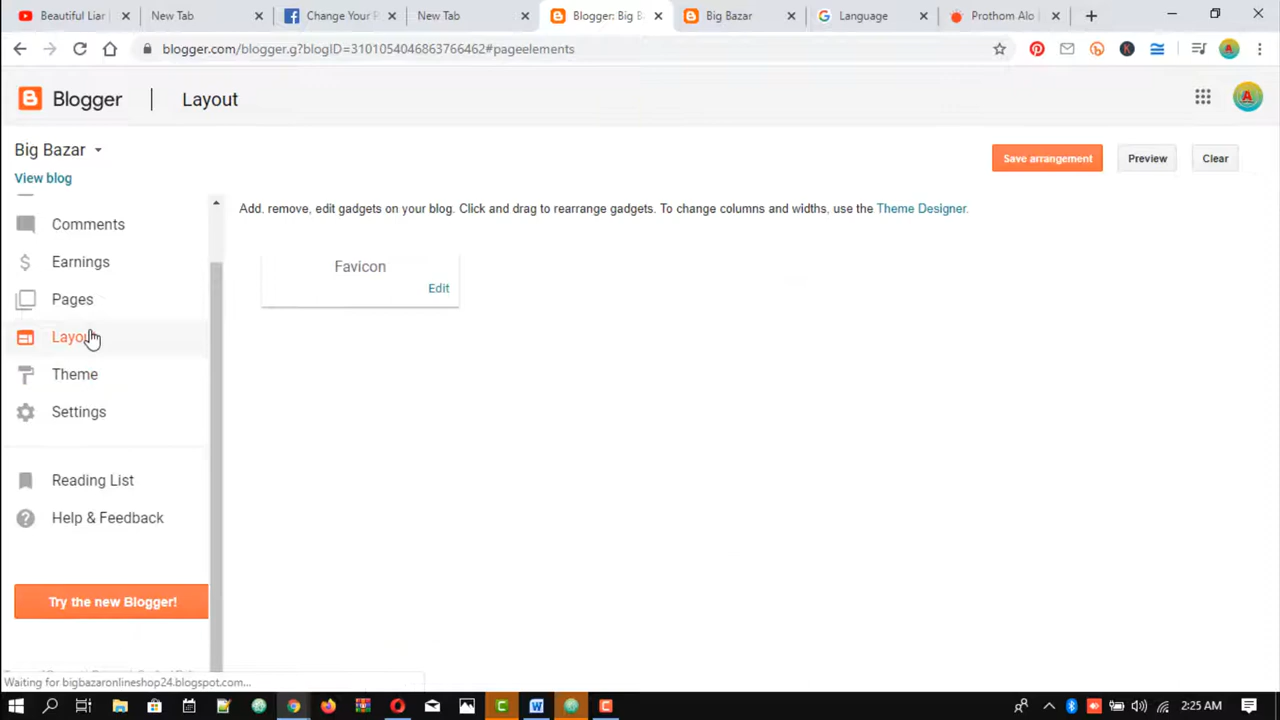 Beautiful Liar
New Tab
Change Your P
New Tab
Blogger: Big B
Big Bazar
Language
Prothom Alo
blogger.com/blogger.g?blogID=3101054046863766462#pageelements
Blogger
Layout
Big Bazar
Save arrangement
Preview
Clear
View blog
Add, remove, edit gadgets on your blog. Click and drag to rearrange gadgets. To change columns and widths, use the Theme Designer.
Comments
Earnings
Favicon
Edit
Pages
Layout
Theme
Settings
Reading List
Help & Feedback
Try the new Blogger!
Waiting for bigbazaronlineshop24.blogspot.com...
2:25 AM